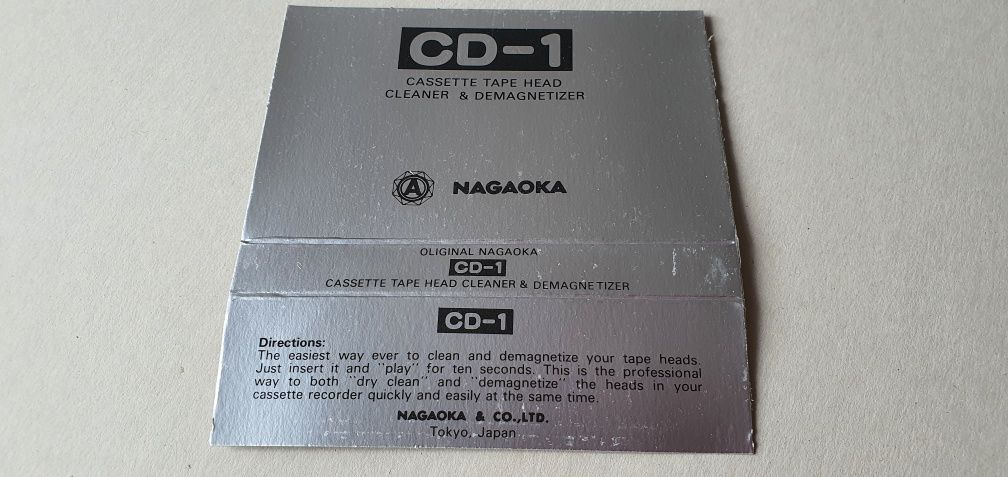 CD-1
CASSETTE TAPE HEAD
CLEANER & DEMAGNETIZER
A NAGAOKA
OLIGINAL NAGAOKA
CD-1
CASSETTE TAPE HEAD CLEANER & DEMAGNETIZER
CD-1
Directions:
The easiest way ever to clean and demagnetize your tape heads.
Just insert it and "play" for ten seconds. This is the professional
way to both "dry clean" and "demagnetize" the heads in your
cassette recorder quickly and easily at the same time.
NAGAOKA & CO.,LTD.
Tokyo, Japan